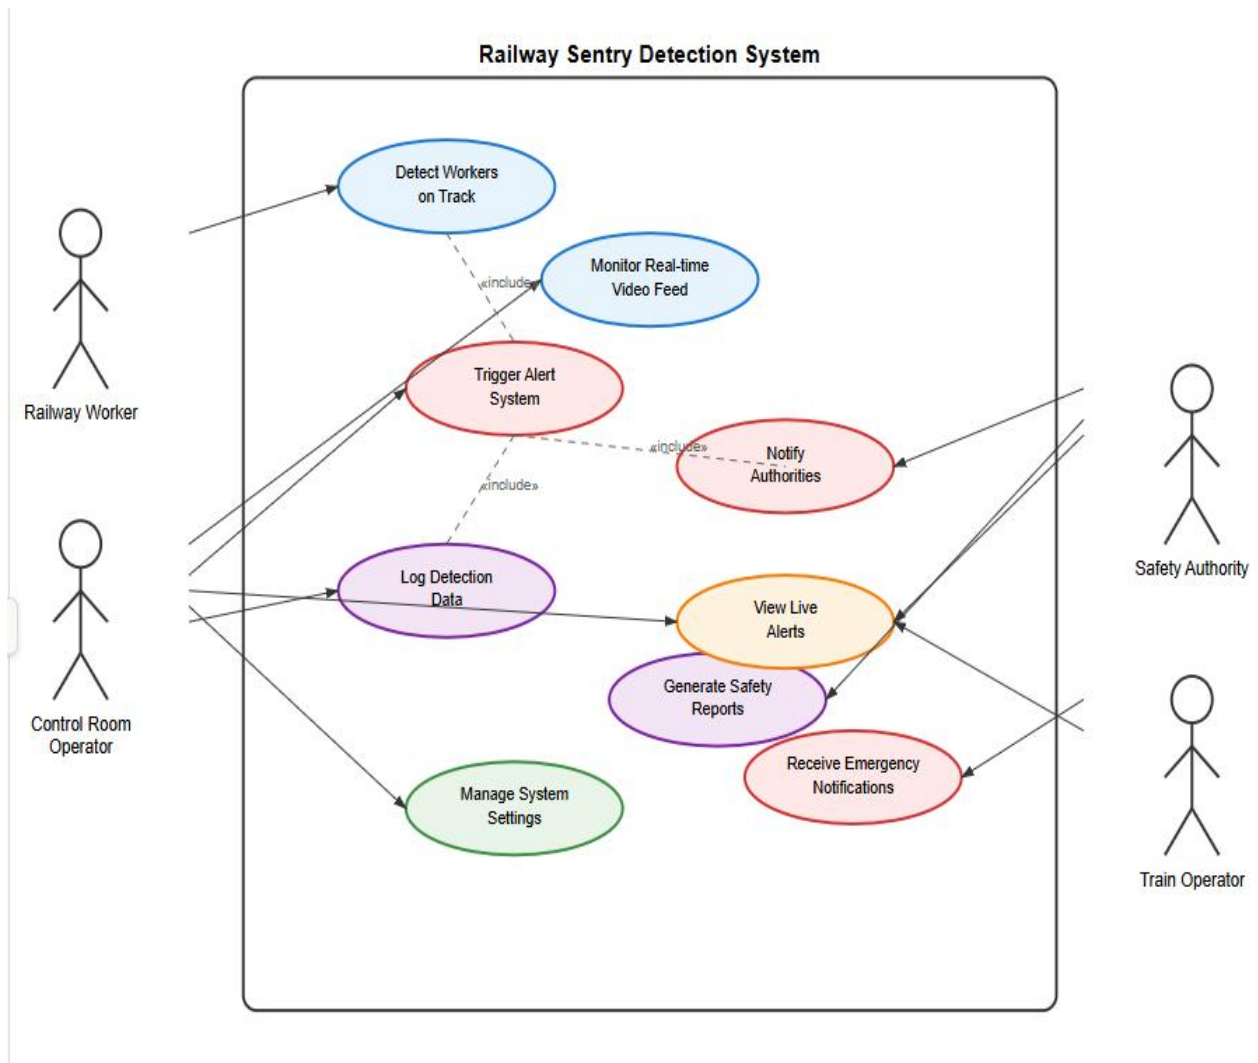 Railway Sentry Detection System
Detect Workers
on Track
Monitor Real-time
Video Feed
«include»
Trigger Alert
System
Railway Worker
«include»
Notify
Authorities
«include»
Safety Authority
Log Detection
Data
View Live
Alerts
Generate Safety
Reports
Control Room
Operator
Receive Emergency
Notifications
Manage System
Settings
Train Operator